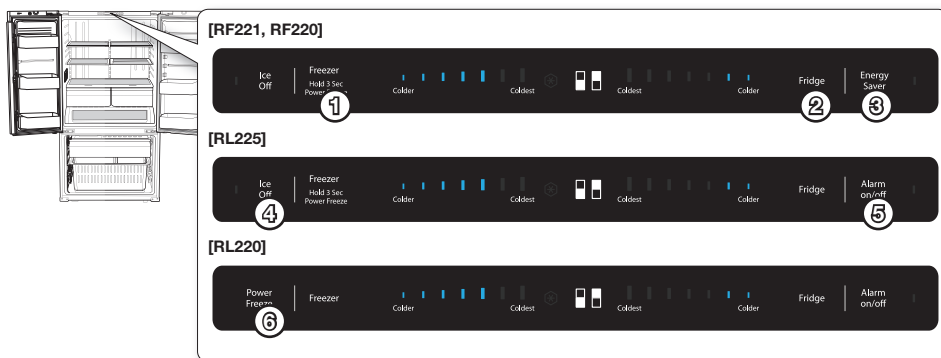 [RF221, RF220]
Ice
Off
Freezer
Hold 3 Sec
Power
Colder
Coldest
Coldest
Colder
Fridge
Energy
Saver
1
2
3
[RL225]
Ice
Off
Freezer
Hold 3 Sec
Power Freeze
Colder
Coldest
Coldest
Colder
Fridge
Alarm
on/off
4
5
[RL220]
Power
Freeze
Freezer
Colder
Coldest
Coldest
Colder
Fridge
Alarm
on/off
6